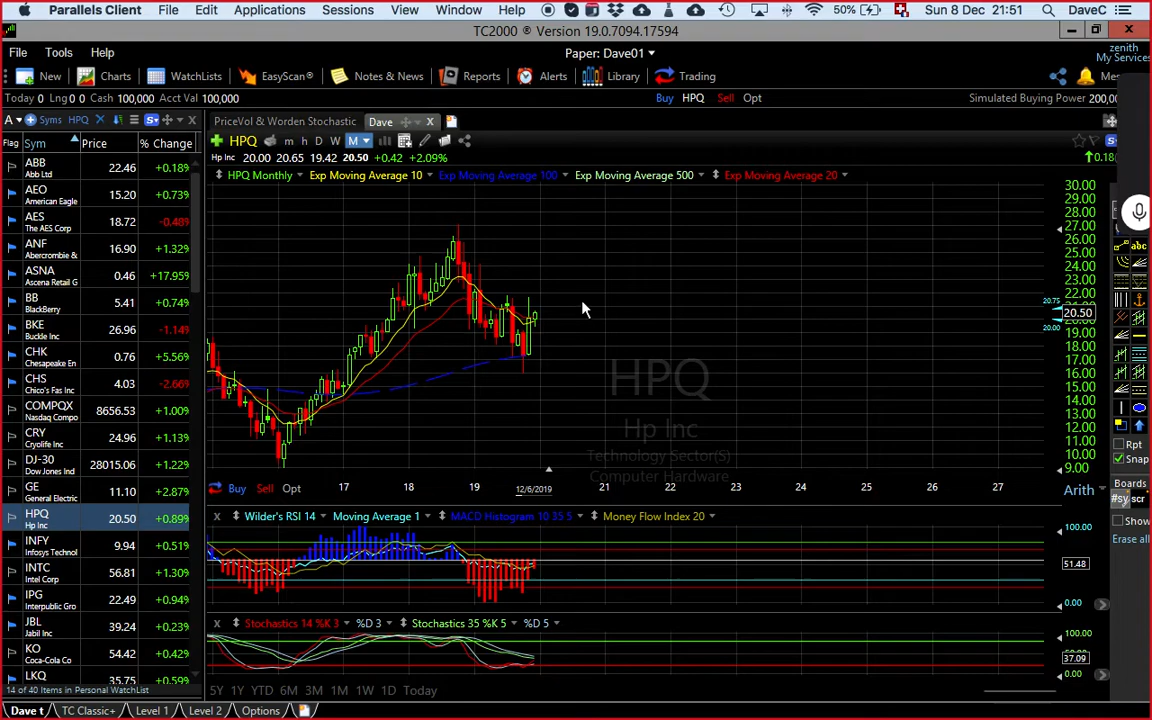 Parallels Client File Edit Applications Sessions View Window Help 50% Sun 8 Dec 21:51 DaveC
TC2000 ® Version 19.0.7094.17594
File Tools Help
Paper: Dave01
zenith
My Services
New Charts WatchLists EasyScan® Notes & News Reports Alerts Library Trading
Today 0 Lng 0 0 Cash 100,000 Acct Val 100,000
Buy HPQ Sell Opt
Simulated Buying Power 200,00
A Syms HPQ
PriceVol & Worden Stochastic Dave
Flag Sym Price % Change
HPQ m h D W M
Hp Inc 20.00 20.65 19.42 20.50 +0.42 +2.09%
HPQ Monthly Exp Moving Average 10 Exp Moving Average 100 Exp Moving Average 500 Exp Moving Average 20
ABB 22.46 +0.18%
Abb Ltd
AEO 15.20 +0.73%
American Eagle
AES 18.72 -0.48%
The AES Corp
ANF 16.90 +1.32%
Abercrombie &
ASNA 0.46 +17.95%
Ascena Retail G
BB 5.41 +0.74%
BlackBerry
BKE 26.96 -1.14%
Buckle Inc
CHK 0.76 +5.56%
Chesapeake En
CHS 4.03 -2.66%
Chico's Fas Inc
COMPQX 8656.53 +1.00%
Nasdaq Compo
CRY 24.96 +1.13%
Cryolife Inc
DJ-30 28015.06 +1.22%
Dow Jones Ind
GE 11.10 +2.87%
General Electric
HPQ 20.50 +0.89%
Hp Inc
INFY 9.94 +0.51%
Infosys Technol
INTC 56.81 +1.30%
Intel Corp
IPG 22.49 +0.94%
Interpublic Gro
JBL 39.24 +0.23%
Jabil Inc
KO 54.42 +0.42%
Coca-Cola Co
LKQ 35.75 +0.59%
14 of 40 Items in Personal WatchList
30.00
29.00
28.00
27.00
26.00
25.00
24.00
23.00
22.00
20.75
20.50
20.00
19.00
18.00
17.00
16.00
15.00
14.00
13.00
12.00
11.00
10.00
9.00
HPQ
Hp Inc
Technology Sector(S)
Computer Hardware
Buy Sell Opt 17 18 19 12/6/2019 21 22 23 24 25 26 27 Arith
X Wilder's RSI 14 Moving Average 1 MACD Histogram 10 35 5 Money Flow Index 20
100.00
51.48
0.00
X Stochastics 14 %K 3 %D 3 Stochastics 35 %K 5 %D 5
100.00
37.09
0.00
5Y 1Y YTD 6M 3M 1M 1W 1D Today
abc
Rpt
Snap
Boards
#sy scr
Show
Erase all
Dave t TC Classic+ Level 1 Level 2 Options